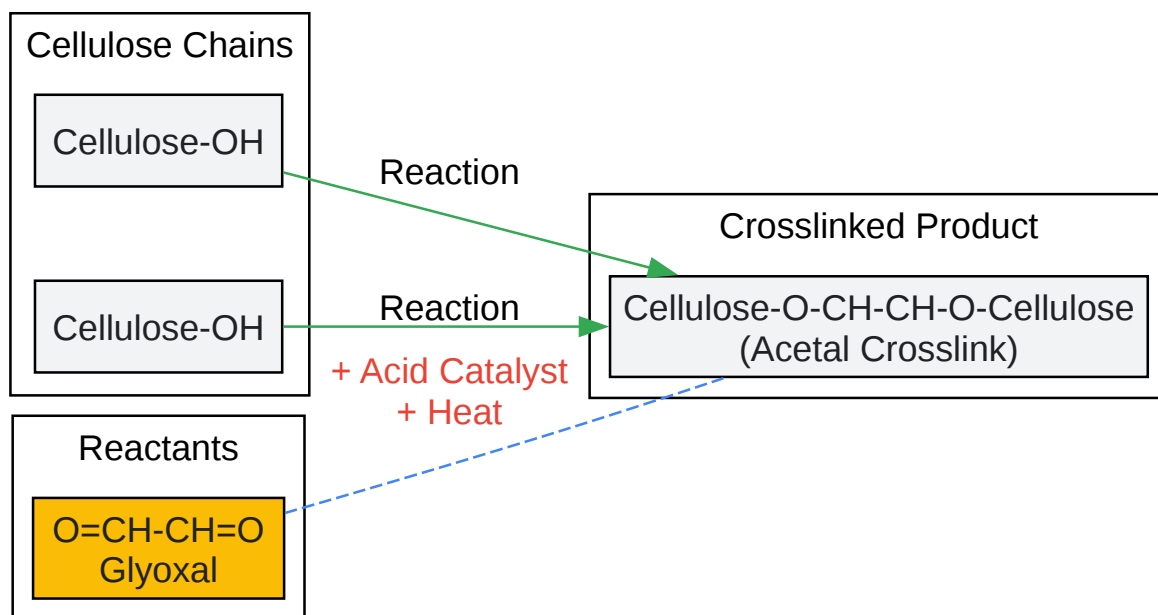 Cellulose Chains
Cellulose-OH
Reaction
Cellulose-OH
Reaction
+ Acid Catalyst
+ Heat
Crosslinked Product
Cellulose-O-CH-CH-O-Cellulose
(Acetal Crosslink)
Reactants
O=CH-CH=O
Glyoxal